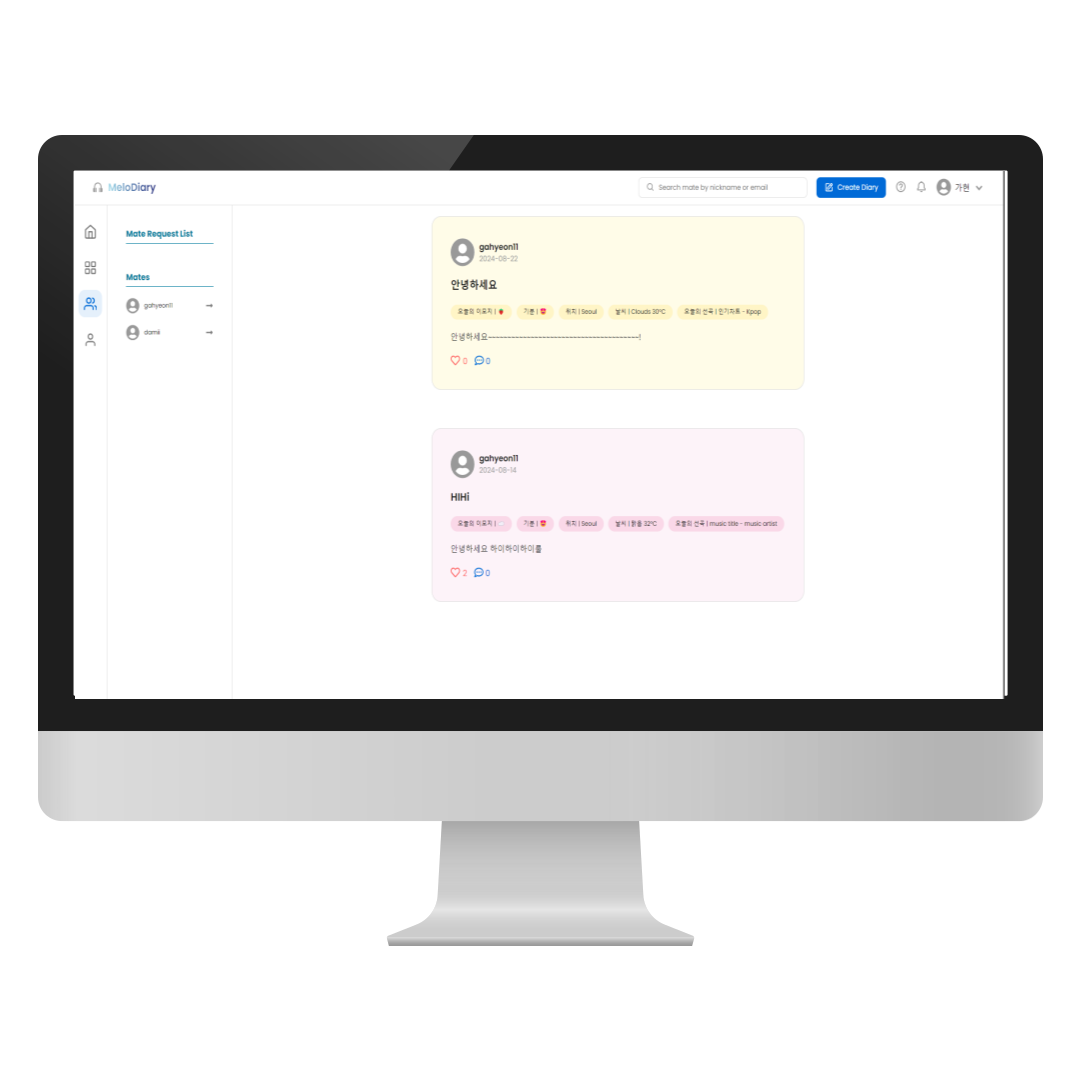 MeloDiary
Search mate by nickname or email
Create Diary
가현
Mate Request List
Mates
gahyeon11
damii
gahyeon11
2024-08-22
안녕하세요
오늘의 이모지 |
기분 |
위치 | Seoul
날씨 | Clouds 30°C
오늘의 선곡 | 인기차트 - Kpop
안녕하세요~~~~~~~~~~~~~~~~~~~~~~~~~~~~~~~~~~~~~~~!
0 0
gahyeon11
2024-08-14
HIHi
오늘의 이모지 |
기분 |
위치 | Seoul
날씨 | 맑음 32°C
오늘의 선곡 | music title - music artist
안녕하세요 하이하이하이룰
2 0